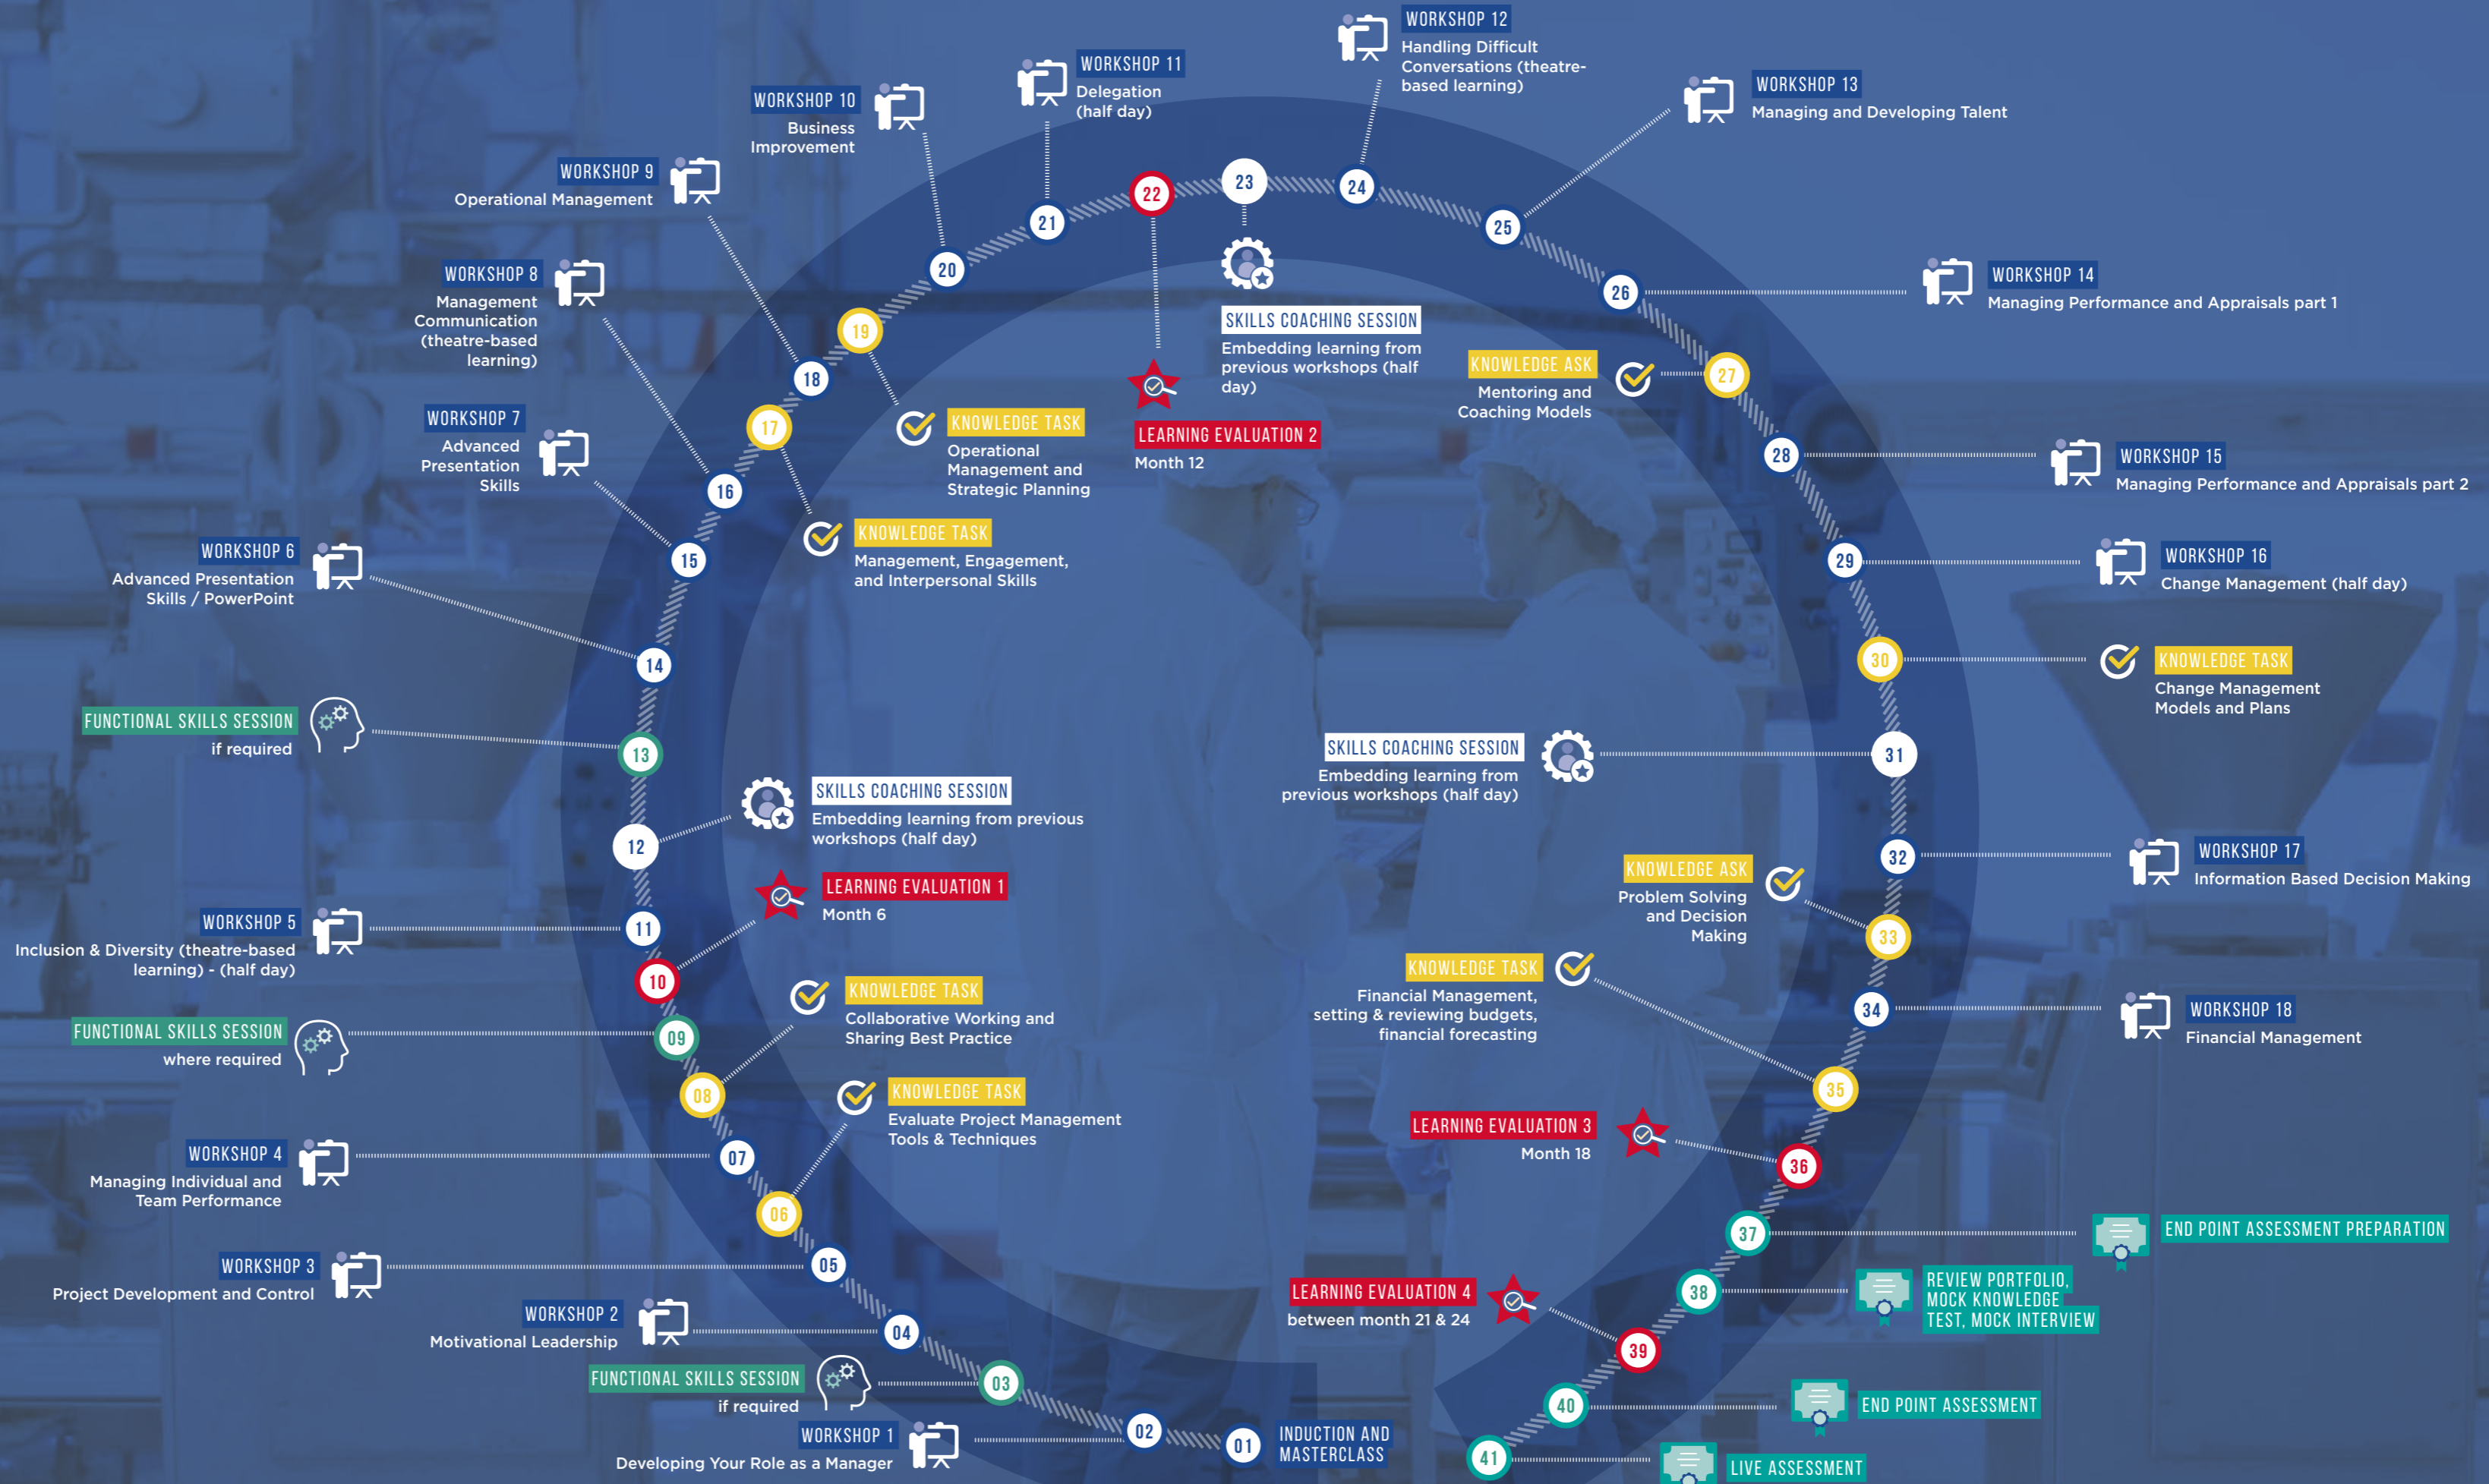 WORKSHOP 12
Handling Difficult
Conversations (theatre-
based learning)
WORKSHOP 11
Delegation
(half day)
WORKSHOP 13
Managing and Developing Talent
WORKSHOP 10
Business
Improvement
WORKSHOP 9
Operational Management
22
23
24
21
25
20
26
WORKSHOP 14
Managing Performance and Appraisals part 1
WORKSHOP 8
Management
Communication
(theatre-based
learning)
19
18
17
16
SKILLS COACHING SESSION
Embedding learning from
previous workshops (half
day)
KNOWLEDGE ASK
Mentoring and
Coaching Models
27
WORKSHOP 7
Advanced
Presentation
Skills
KNOWLEDGE TASK
Operational
Management and
Strategic Planning
LEARNING EVALUATION 2
Month 12
28
WORKSHOP 15
Managing Performance and Appraisals part 2
KNOWLEDGE TASK
Management, Engagement,
and Interpersonal Skills
15
WORKSHOP 6
Advanced Presentation
Skills / PowerPoint
29
WORKSHOP 16
Change Management (half day)
14
30
KNOWLEDGE TASK
Change Management
Models and Plans
FUNCTIONAL SKILLS SESSION
if required
13
SKILLS COACHING SESSION
Embedding learning from
previous workshops (half day)
31
SKILLS COACHING SESSION
Embedding learning from previous
workshops (half day)
12
32
WORKSHOP 17
Information Based Decision Making
LEARNING EVALUATION 1
Month 6
KNOWLEDGE ASK
Problem Solving
and Decision
Making
33
WORKSHOP 5
Inclusion & Diversity (theatre-based
learning) - (half day)
11
10
KNOWLEDGE TASK
Collaborative Working and
Sharing Best Practice
KNOWLEDGE TASK
Financial Management,
setting & reviewing budgets,
financial forecasting
34
WORKSHOP 18
Financial Management
FUNCTIONAL SKILLS SESSION
where required
09
08
35
KNOWLEDGE TASK
Evaluate Project Management
Tools & Techniques
LEARNING EVALUATION 3
Month 18
36
WORKSHOP 4
Managing Individual and
Team Performance
07
06
37
END POINT ASSESSMENT PREPARATION
WORKSHOP 3
Project Development and Control
05
38
REVIEW PORTFOLIO,
MOCK KNOWLEDGE
TEST, MOCK INTERVIEW
LEARNING EVALUATION 4
between month 21 & 24
39
WORKSHOP 2
Motivational Leadership
04
FUNCTIONAL SKILLS SESSION
if required
03
40
END POINT ASSESSMENT
WORKSHOP 1
Developing Your Role as a Manager
02
01
INDUCTION AND
MASTERCLASS
41
LIVE ASSESSMENT